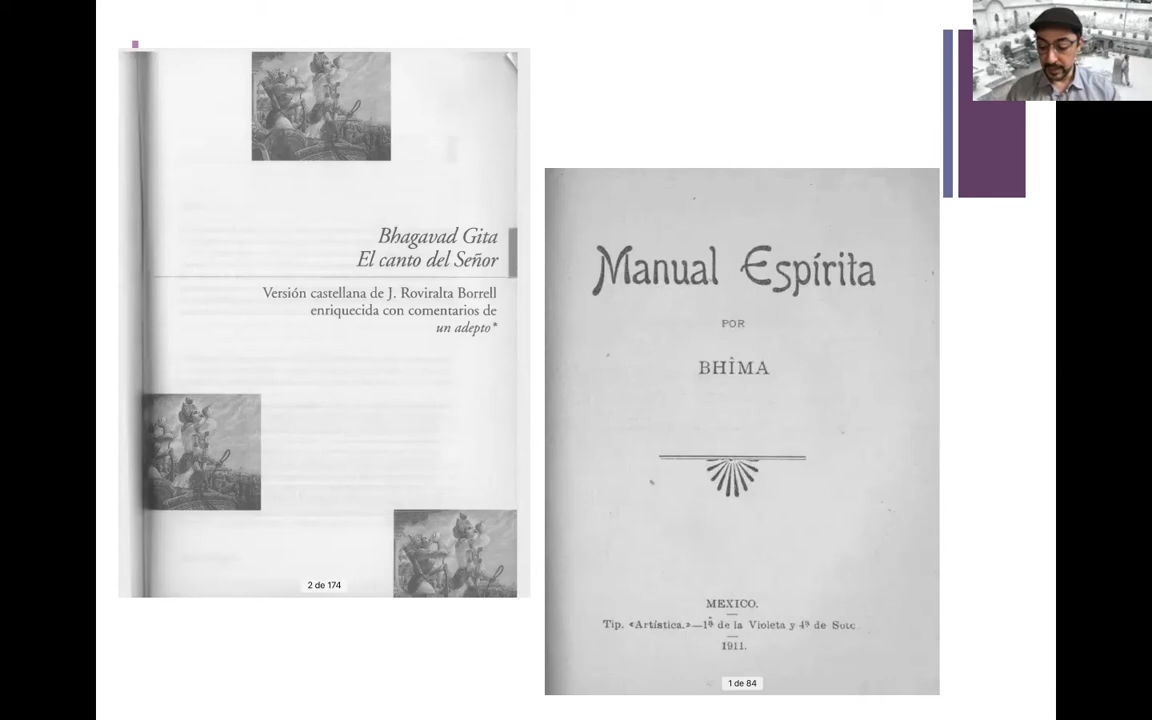 Bhagavad Gita
El canto del Señor
Versión castellana de J. Roviralta Borrell
enriquecida con comentarios de
un adepto*
2 de 174
Manual Espírita
POR
BHÎMA
MEXICO.
Tip. «Artística.»—1ª de la Violeta y 4ª de Soto
1911.
1 de 84